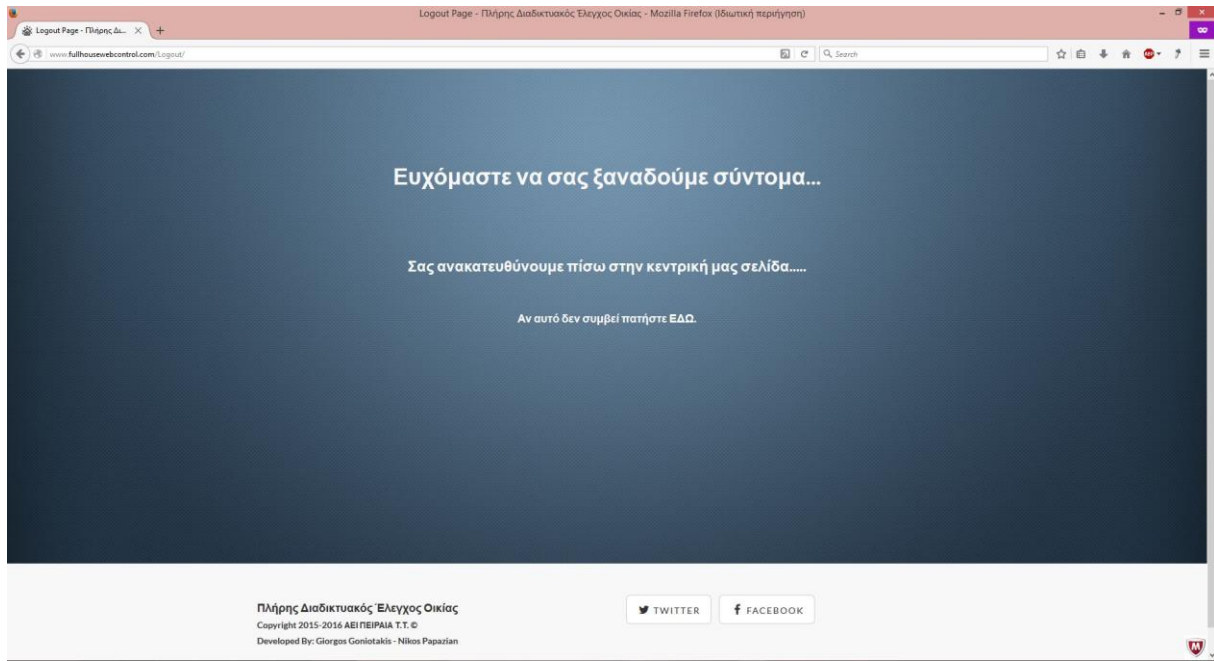 Logout Page - Πλήρης Διαδικτυακός Έλεγχος Οικίας - Mozilla Firefox (Ιδιωτική περιήγηση)
Logout Page - Πλήρης Δι...
www.fullhousewebcontrol.com/Logout/
Search
Ευχόμαστε να σας ξαναδούμε σύντομα...
Σας ανακατευθύνουμε πίσω στην κεντρική μας σελίδα.....
Αν αυτό δεν συμβεί πατήστε ΕΔΩ.
Πλήρης Διαδικτυακός Έλεγχος Οικίας
Copyright 2015-2016 ΑΕΙ ΠΕΙΡΑΙΑ Τ.Τ. ©
Developed By: Giorgos Goniotakis - Nikos Papazian
TWITTER
FACEBOOK